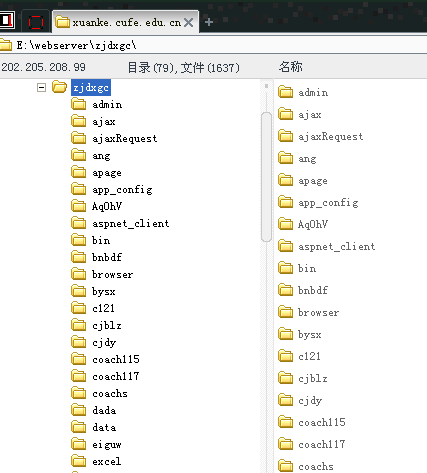 xuanke.cufe.edu.cn
E:\webserver\zjdxgc\
202.205.208.99 目录(79),文件(1637) 名称
zjdxgc
admin
ajax
ajaxRequest
ang
apage
app_config
AqOhV
aspnet_client
bin
bnbdf
browser
bysx
c121
cjblz
cjdy
coach115
coach117
coachs
dada
data
eiguw
excel
admin
ajax
ajaxRequest
ang
apage
app_config
AqOhV
aspnet_client
bin
bnbdf
browser
bysx
c121
cjblz
cjdy
coach115
coach117
coachs